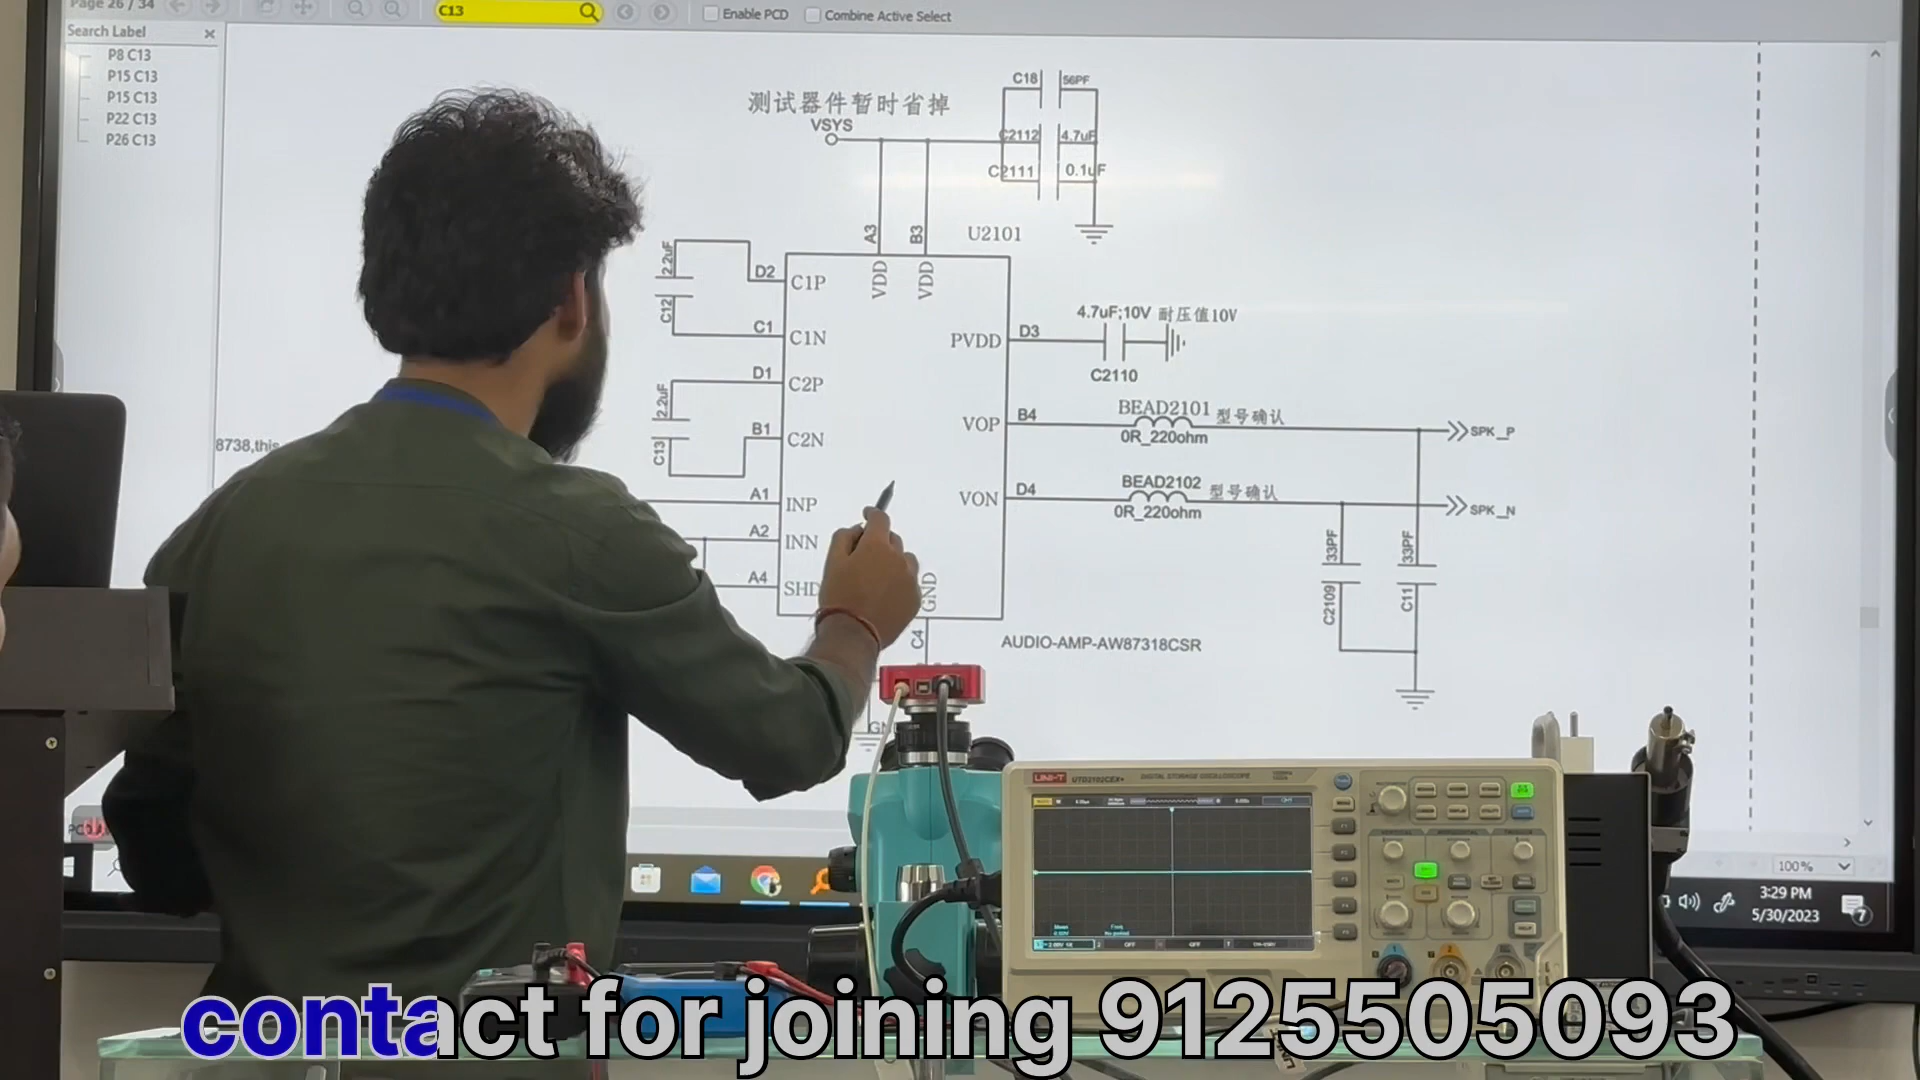 Page 26 / 34
C13
Enable PCD
Combine Active Select
Search Label
P8 C13
P15 C13
P15 C13
P22 C13
P26 C13
C18
56PF
测试器件暂时省掉
VSYS
C2112
4.7uF
C2111
0.1uF
A3
B3
U2101
2.2uF
D2
C1P
VDD
VDD
C12
C1
C1N
4.7uF;10V 耐压值10V
PVDD
D3
C2110
D1
C2P
2.2uF
B1
C2N
C13
VOP
B4
BEAD2101 型号确认
0R_220ohm
SPK_P
8738,this
A1
INP
VON
D4
BEAD2102 型号确认
0R_220ohm
SPK_N
A2
INN
33PF
33PF
A4
SHD
GND
C2109
C11
C4
AUDIO-AMP-AW87318CSR
UNI-T
UTD2102CEX+
DIGITAL STORAGE OSCILLOSCOPE
100%
3:29 PM
5/30/2023
7
contact for joining 9125505093